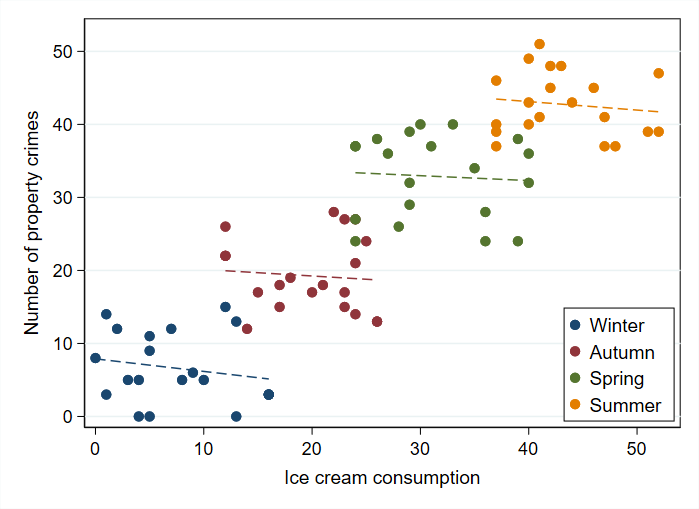 Number of property crimes
50
40
30
20
10
0
0 10 20 30 40 50
Ice cream consumption
Winter
Autumn
Spring
Summer